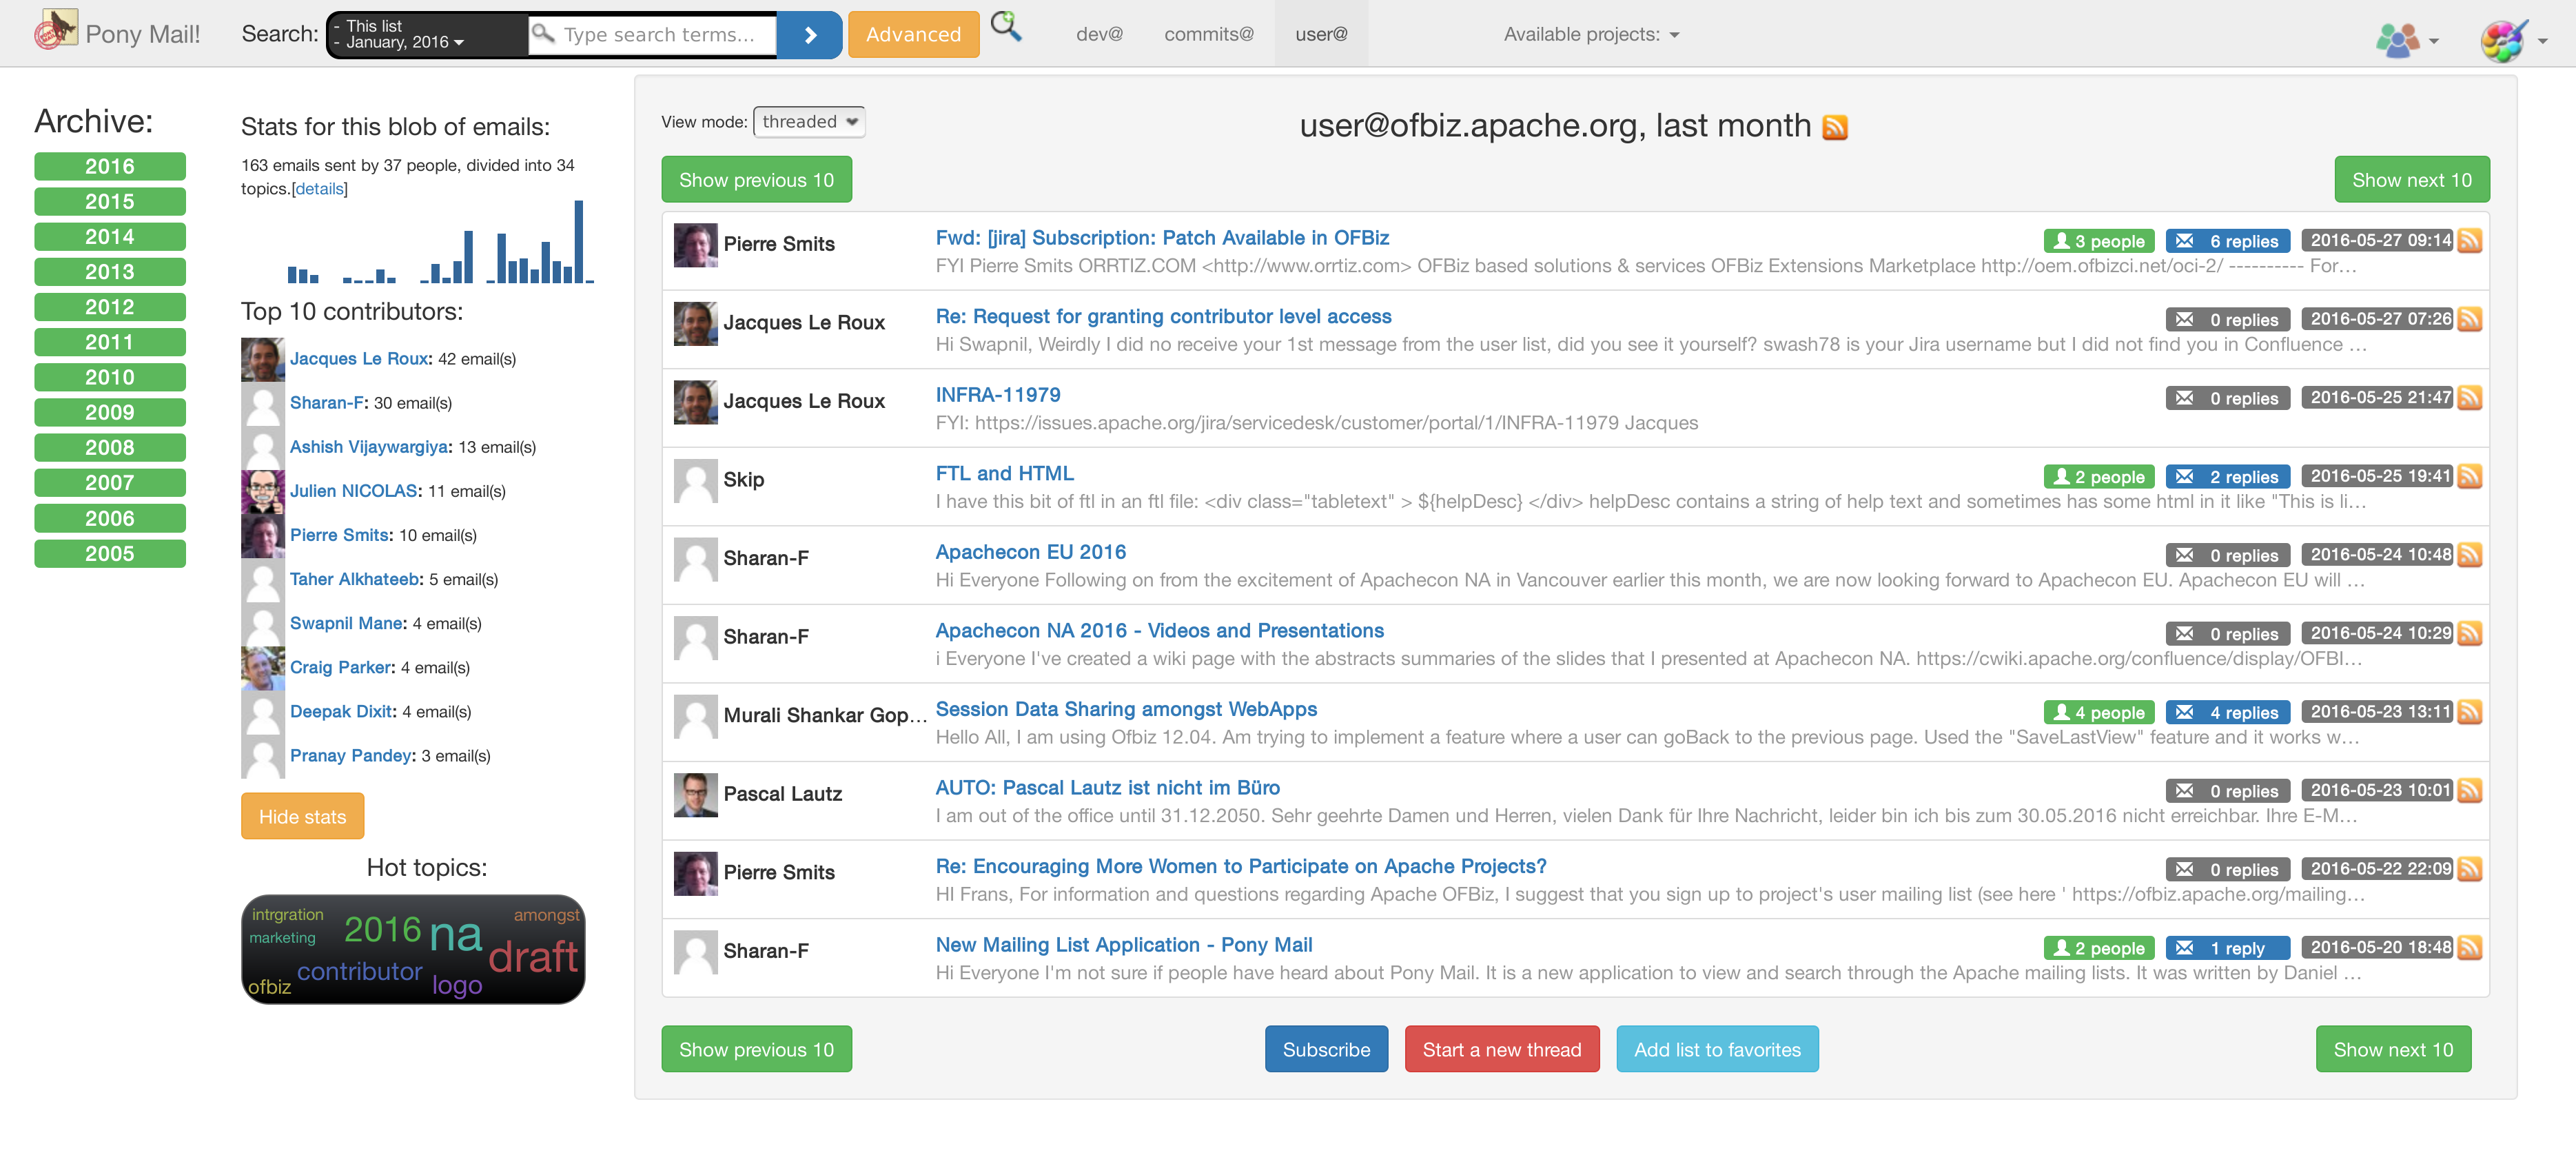 Pony Mail!
Search:
- This list
- January, 2016
Type search terms...
Advanced
dev@
commits@
user@
Available projects:
Archive:
2016
2015
2014
2013
2012
2011
2010
2009
2008
2007
2006
2005
Stats for this blob of emails:
163 emails sent by 37 people, divided into 34
topics.[details]
Top 10 contributors:
Jacques Le Roux: 42 email(s)
Sharan-F: 30 email(s)
Ashish Vijaywargiya: 13 email(s)
Julien NICOLAS: 11 email(s)
Pierre Smits: 10 email(s)
Taher Alkhateeb: 5 email(s)
Swapnil Mane: 4 email(s)
Craig Parker: 4 email(s)
Deepak Dixit: 4 email(s)
Pranay Pandey: 3 email(s)
Hide stats
Hot topics:
intrgration
2016
na
amongst
marketing
draft
contributor
ofbiz
logo
View mode: threaded
user@ofbiz.apache.org, last month
Show previous 10
Show next 10
Pierre Smits
Fwd: [jira] Subscription: Patch Available in OFBiz
3 people
6 replies
2016-05-27 09:14
FYI Pierre Smits ORRTIZ.COM <http://www.orrtiz.com> OFBiz based solutions & services OFBiz Extensions Marketplace http://oem.ofbizci.net/oci-2/ ---------- For...
Jacques Le Roux
Re: Request for granting contributor level access
0 replies
2016-05-27 07:26
Hi Swapnil, Weirdly I did no receive your 1st message from the user list, did you see it yourself? swash78 is your Jira username but I did not find you in Confluence ...
Jacques Le Roux
INFRA-11979
0 replies
2016-05-25 21:47
FYI: https://issues.apache.org/jira/servicedesk/customer/portal/1/INFRA-11979 Jacques
Skip
FTL and HTML
2 people
2 replies
2016-05-25 19:41
I have this bit of ftl in an ftl file: <div class="tabletext" > ${helpDesc} </div> helpDesc contains a string of help text and sometimes has some html in it like "This is li...
Sharan-F
Apachecon EU 2016
0 replies
2016-05-24 10:48
Hi Everyone Following on from the excitement of Apachecon NA in Vancouver earlier this month, we are now looking forward to Apachecon EU. Apachecon EU will ...
Sharan-F
Apachecon NA 2016 - Videos and Presentations
0 replies
2016-05-24 10:29
i Everyone I've created a wiki page with the abstracts summaries of the slides that I presented at Apachecon NA. https://cwiki.apache.org/confluence/display/OFBI...
Murali Shankar Gop...
Session Data Sharing amongst WebApps
4 people
4 replies
2016-05-23 13:11
Hello All, I am using Ofbiz 12.04. Am trying to implement a feature where a user can goBack to the previous page. Used the "SaveLastView" feature and it works w...
Pascal Lautz
AUTO: Pascal Lautz ist nicht im Büro
0 replies
2016-05-23 10:01
I am out of the office until 31.12.2050. Sehr geehrte Damen und Herren, vielen Dank für Ihre Nachricht, leider bin ich bis zum 30.05.2016 nicht erreichbar. Ihre E-M...
Pierre Smits
Re: Encouraging More Women to Participate on Apache Projects?
0 replies
2016-05-22 22:09
HI Frans, For information and questions regarding Apache OFBiz, I suggest that you sign up to project's user mailing list (see here ' https://ofbiz.apache.org/mailing...
Sharan-F
New Mailing List Application - Pony Mail
2 people
1 reply
2016-05-20 18:48
Hi Everyone I'm not sure if people have heard about Pony Mail. It is a new application to view and search through the Apache mailing lists. It was written by Daniel ...
Show previous 10
Subscribe
Start a new thread
Add list to favorites
Show next 10